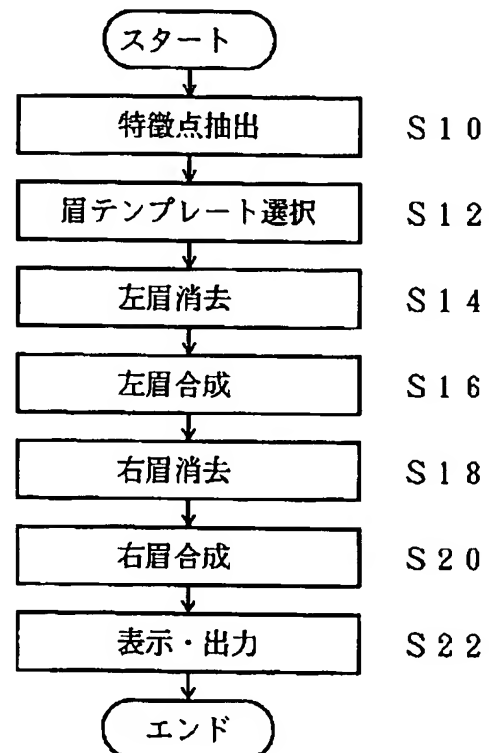 スタート
特徴点抽出 S10
眉テンプレート選択 S12
左眉消去 S14
左眉合成 S16
右眉消去 S18
右眉合成 S20
表示・出力 S22
エンド